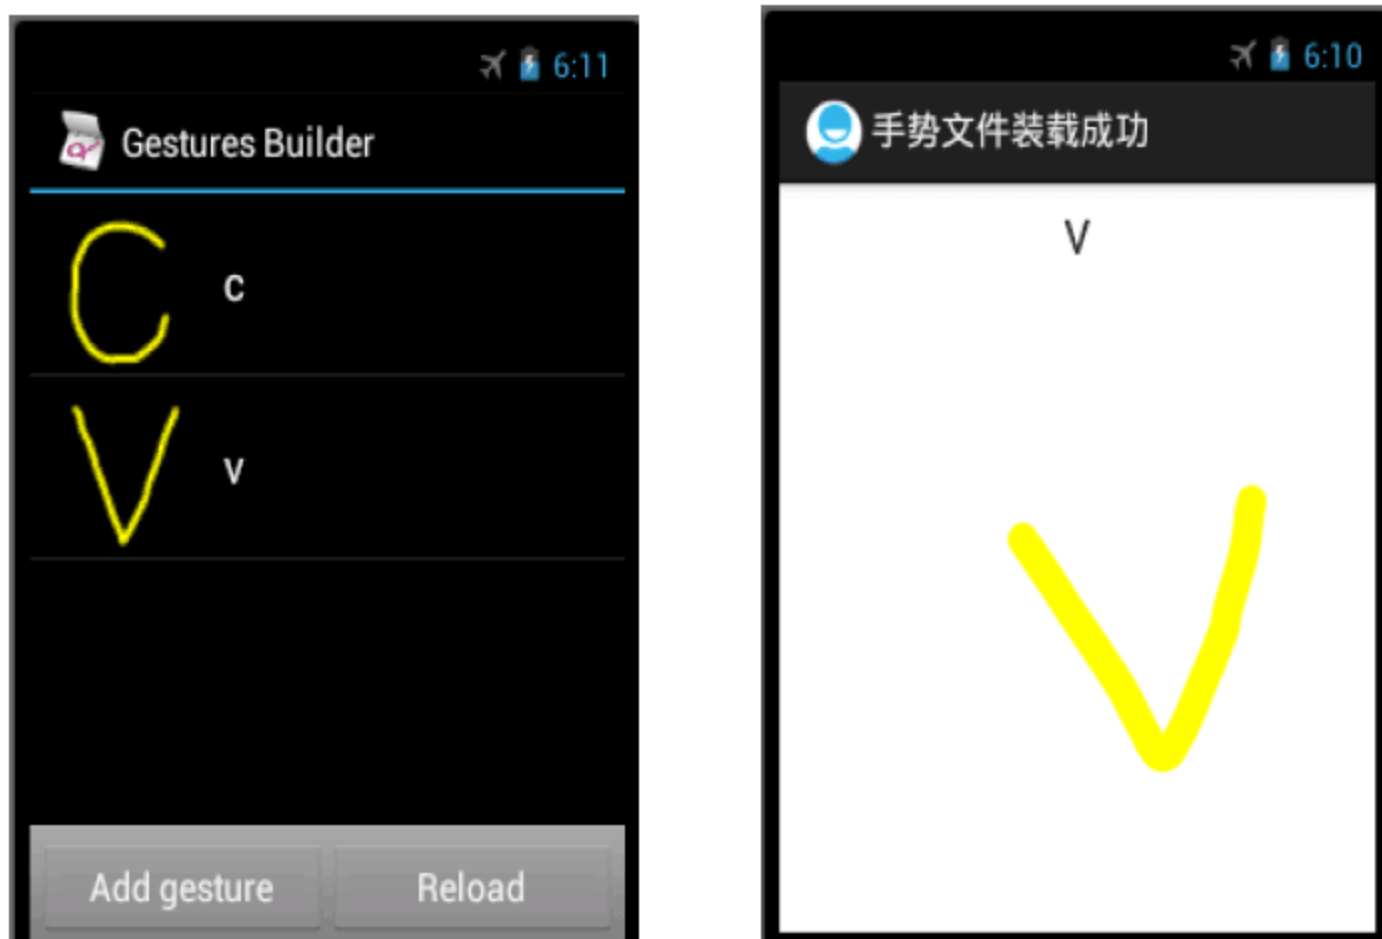 6:11
Gestures Builder
C
c
V
v
Add gesture
Reload
6:10
手势文件装载成功
V
V